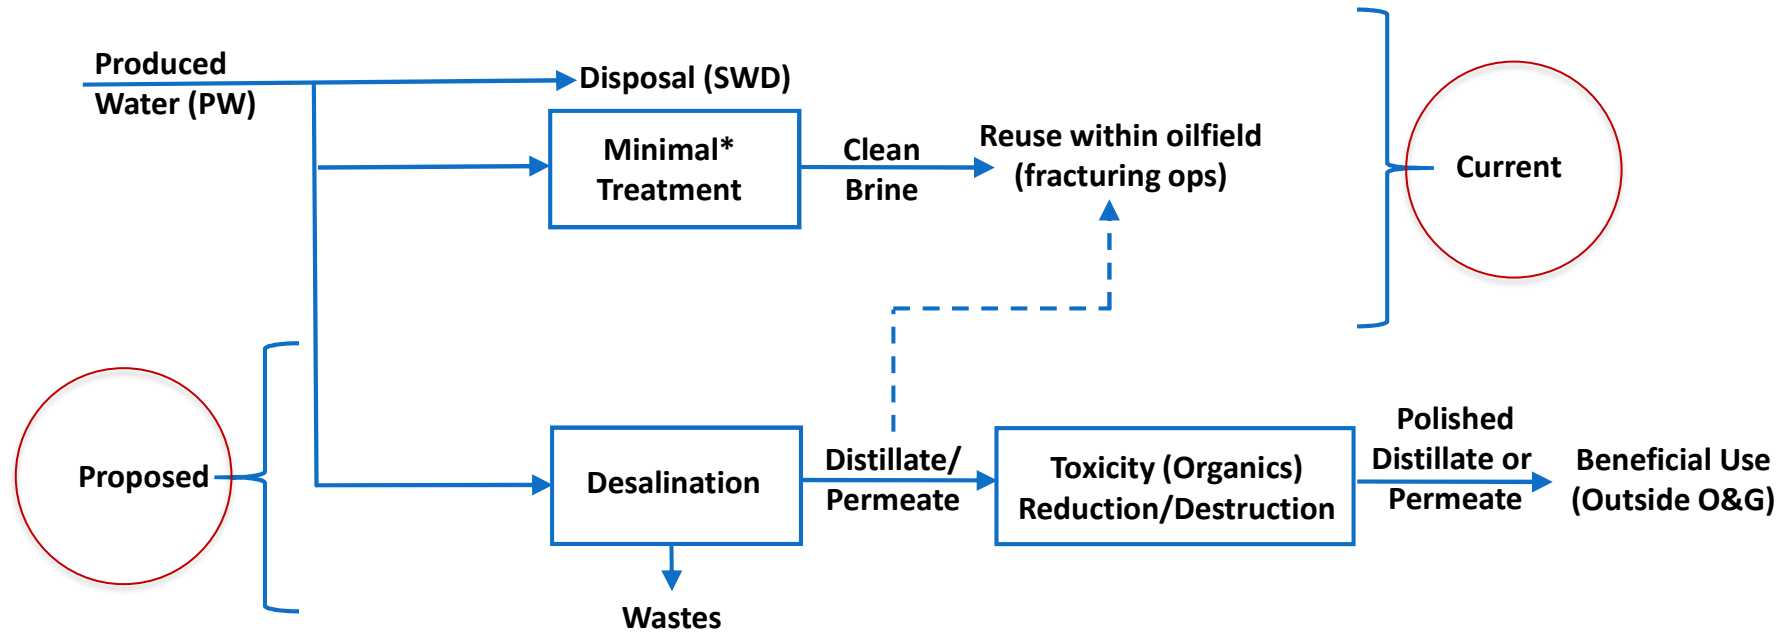 Produced
Water (PW)
Disposal (SWD)
Minimal*
Treatment
Clean
Brine
Reuse within oilfield
(fracturing ops)
Current
Proposed
Desalination
Distillate/
Permeate
Toxicity (Organics)
Reduction/Destruction
Polished
Distillate or
Permeate
Beneficial Use
(Outside O&G)
Wastes